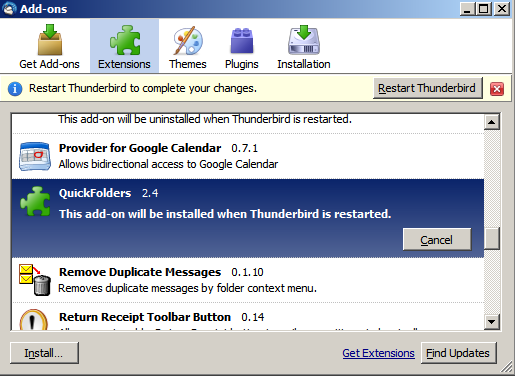 Add-ons
Get Add-ons Extensions Themes Plugins Installation
Restart Thunderbird to complete your changes. Restart Thunderbird
This add-on will be uninstalled when Thunderbird is restarted.
Provider for Google Calendar 0.7.1
Allows bidirectional access to Google Calendar
QuickFolders 2.4
This add-on will be installed when Thunderbird is restarted.
Cancel
Remove Duplicate Messages 0.1.10
Removes duplicate messages by folder context menu.
Return Receipt Toolbar Button 0.14
Install... Get Extensions Find Updates